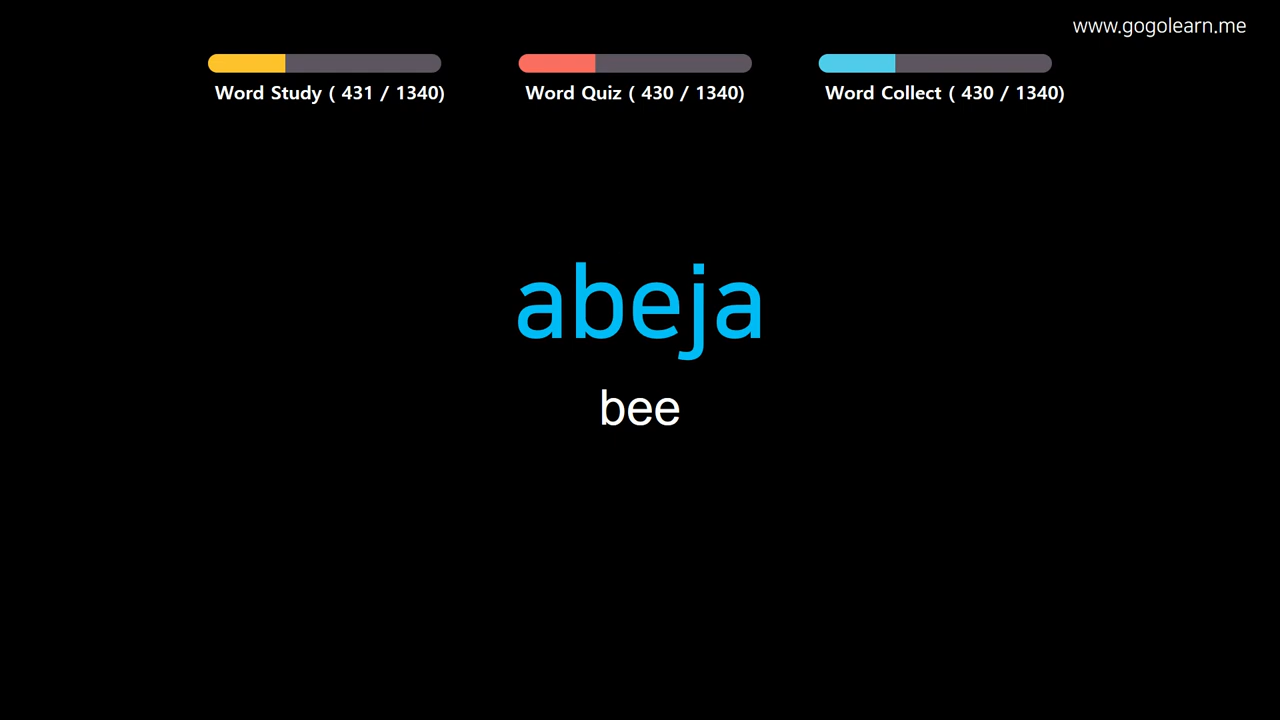 www.gogolearn.me
Word Study ( 431 / 1340)
Word Quiz ( 430 / 1340)
Word Collect ( 430 / 1340)
abeja
bee